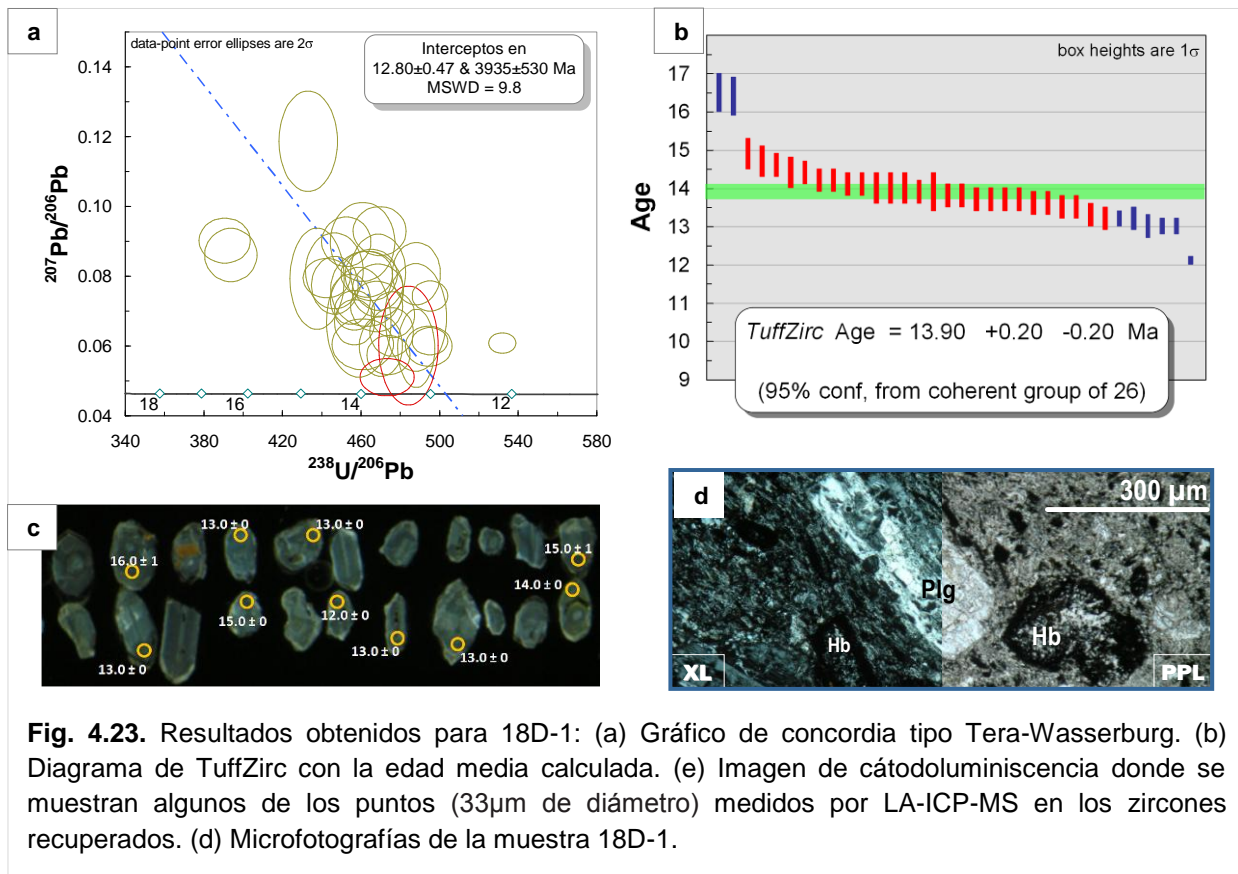 a
data-point error ellipses are 2σ
Interceptos en
12.80±0.47 & 3935±530 Ma
MSWD = 9.8
0.14
0.12
0.10
0.08
0.06
0.04
207Pb/206Pb
18
16
14
12
340
380
420
460
500
540
580
238U/206Pb
b
box heights are 1σ
17
16
15
14
13
12
11
10
9
Age
TuffZirc Age = 13.90 +0.20 -0.20 Ma
(95% conf, from coherent group of 26)
c
16.0 ± 1
13.0 ± 0
13.0 ± 0
15.0 ± 1
14.0 ± 0
13.0 ± 0
15.0 ± 0
12.0 ± 0
13.0 ± 0
13.0 ± 0
d
300 µm
Plg
Hb
Hb
XL
PPL
Fig. 4.23. Resultados obtenidos para 18D-1: (a) Gráfico de concordia tipo Tera-Wasserburg. (b)
Diagrama de TuffZirc con la edad media calculada. (e) Imagen de cátodoluminiscencia donde se
muestran algunos de los puntos (33µm de diámetro) medidos por LA-ICP-MS en los zircones
recuperados. (d) Microfotografías de la muestra 18D-1.